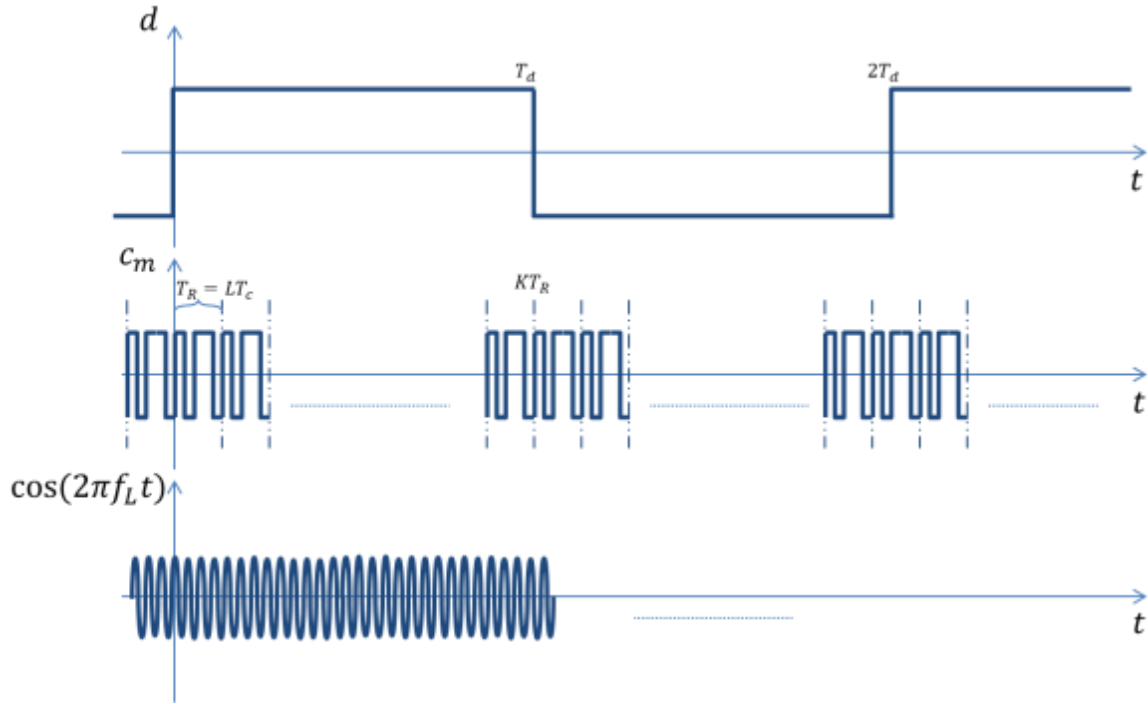 d
T_d 2T_d
t
c_m
T_R = LT_c KT_R
t
cos(2πf_L t)
t